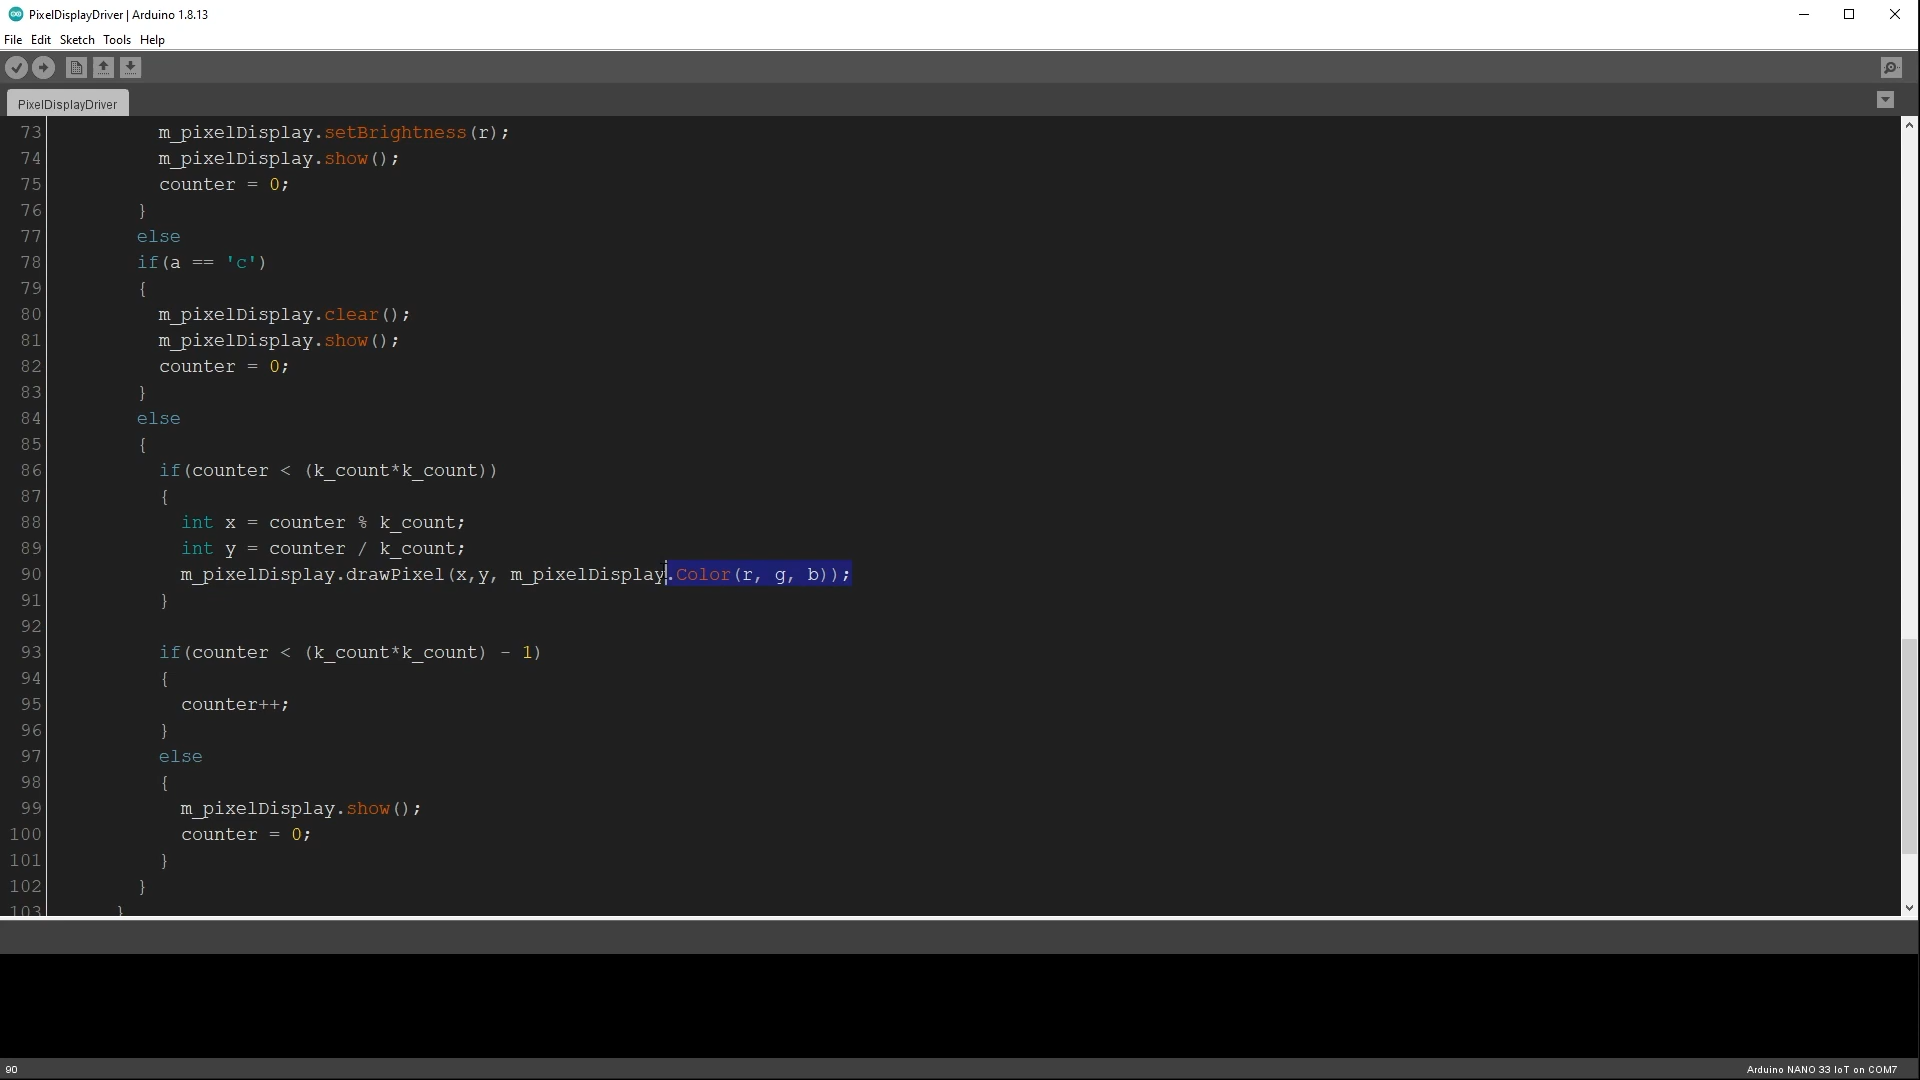 PixelDisplayDriver | Arduino 1.8.13
File Edit Sketch Tools Help
PixelDisplayDriver
73 m_pixelDisplay.setBrightness(r);
74 m_pixelDisplay.show();
75 counter = 0;
76 }
77 else
78 if(a == 'c')
79 {
80 m_pixelDisplay.clear();
81 m_pixelDisplay.show();
82 counter = 0;
83 }
84 else
85 {
86 if(counter < (k_count*k_count))
87 {
88 int x = counter % k_count;
89 int y = counter / k_count;
90 m_pixelDisplay.drawPixel(x,y, m_pixelDisplay.Color(r, g, b));
91 }
92
93 if(counter < (k_count*k_count) - 1)
94 {
95 counter++;
96 }
97 else
98 {
99 m_pixelDisplay.show();
100 counter = 0;
101 }
102 }
103 }
90 Arduino NANO 33 IoT on COM7